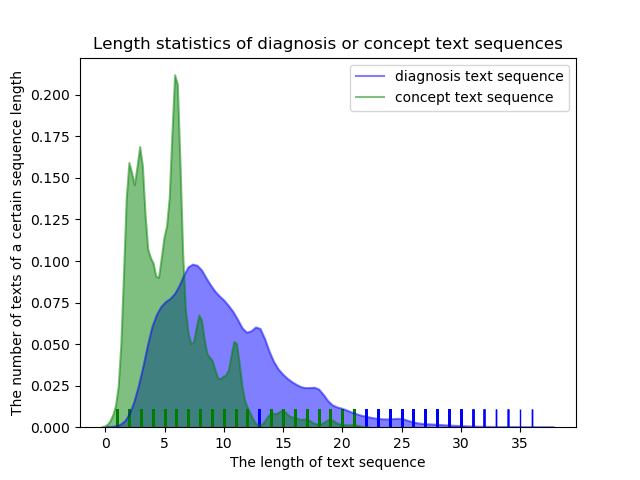 Length statistics of diagnosis or concept text sequences
diagnosis text sequence
concept text sequence
The number of texts of a certain sequence length
0.200
0.175
0.150
0.125
0.100
0.075
0.050
0.025
0.000
0 5 10 15 20 25 30 35
The length of text sequence